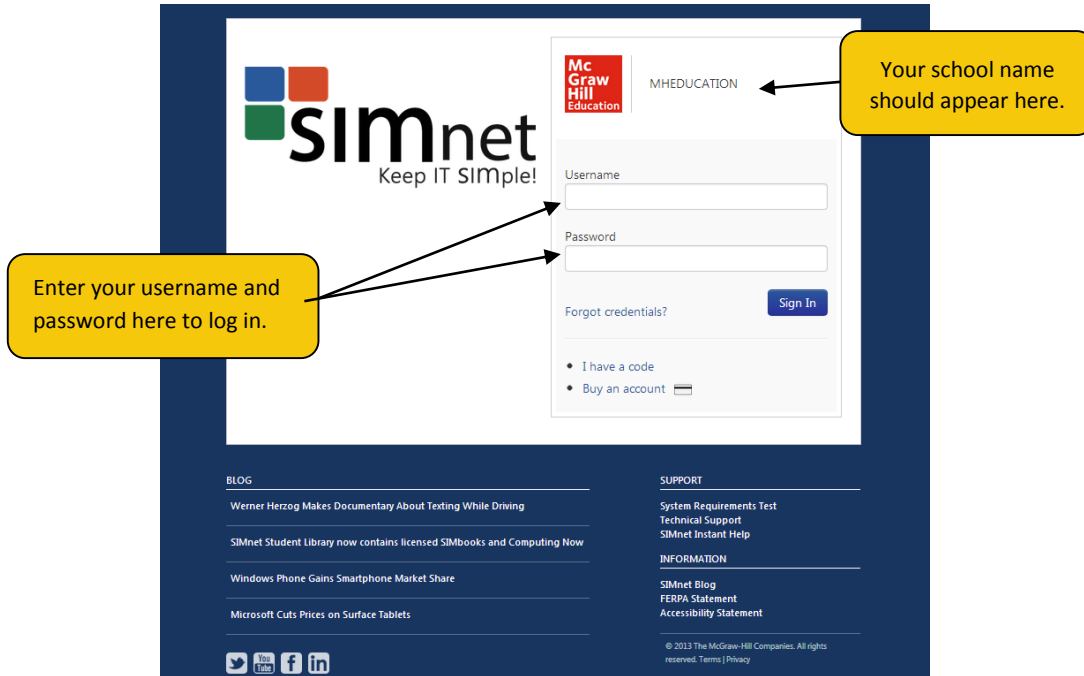 SIMnet
Keep IT SIMple!
Mc
Graw
Hill
Education
MHEDUCATION
Your school name
should appear here.
Username
Password
Enter your username and
password here to log in.
Forgot credentials?
Sign In
I have a code
Buy an account
BLOG
Werner Herzog Makes Documentary About Texting While Driving
SIMnet Student Library now contains licensed SIMbooks and Computing Now
Windows Phone Gains Smartphone Market Share
Microsoft Cuts Prices on Surface Tablets
You
Tube
f
in
SUPPORT
System Requirements Test
Technical Support
SIMnet Instant Help
INFORMATION
SIMnet Blog
FERPA Statement
Accessibility Statement
© 2013 The McGraw-Hill Companies. All rights
reserved. Terms | Privacy